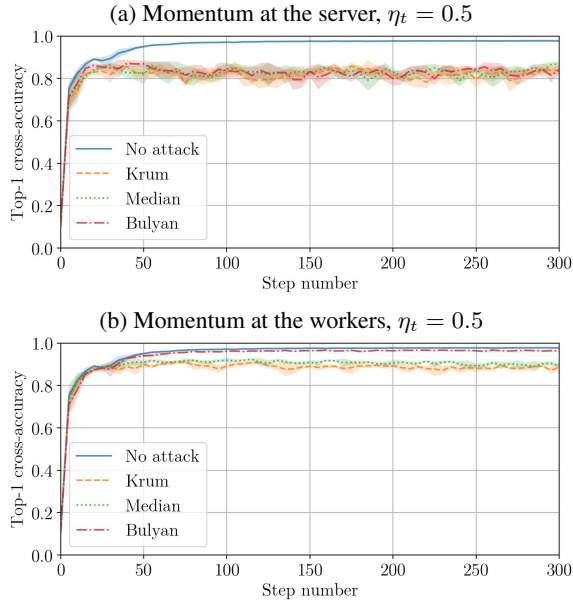 (a) Momentum at the server, ηt = 0.5
1.0
0.8
0.6
0.4
0.2
0.0
Top-1 cross-accuracy
No attack
Krum
Median
Bulyan
0 50 100 150 200 250 300
Step number
(b) Momentum at the workers, ηt = 0.5
1.0
0.8
0.6
0.4
0.2
0.0
Top-1 cross-accuracy
No attack
Krum
Median
Bulyan
0 50 100 150 200 250 300
Step number